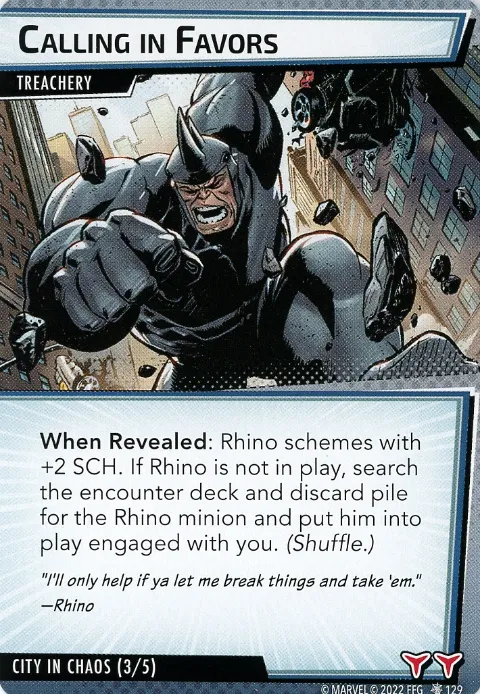 CALLING IN FAVORS
TREACHERY
When Revealed: Rhino schemes with
+2 SCH. If Rhino is not in play, search
the encounter deck and discard pile
for the Rhino minion and put him into
play engaged with you. (Shuffle.)
"I'll only help if ya let me break things and take 'em."
—Rhino
CITY IN CHAOS (3/5)
© MARVEL © 2022 FFG 129